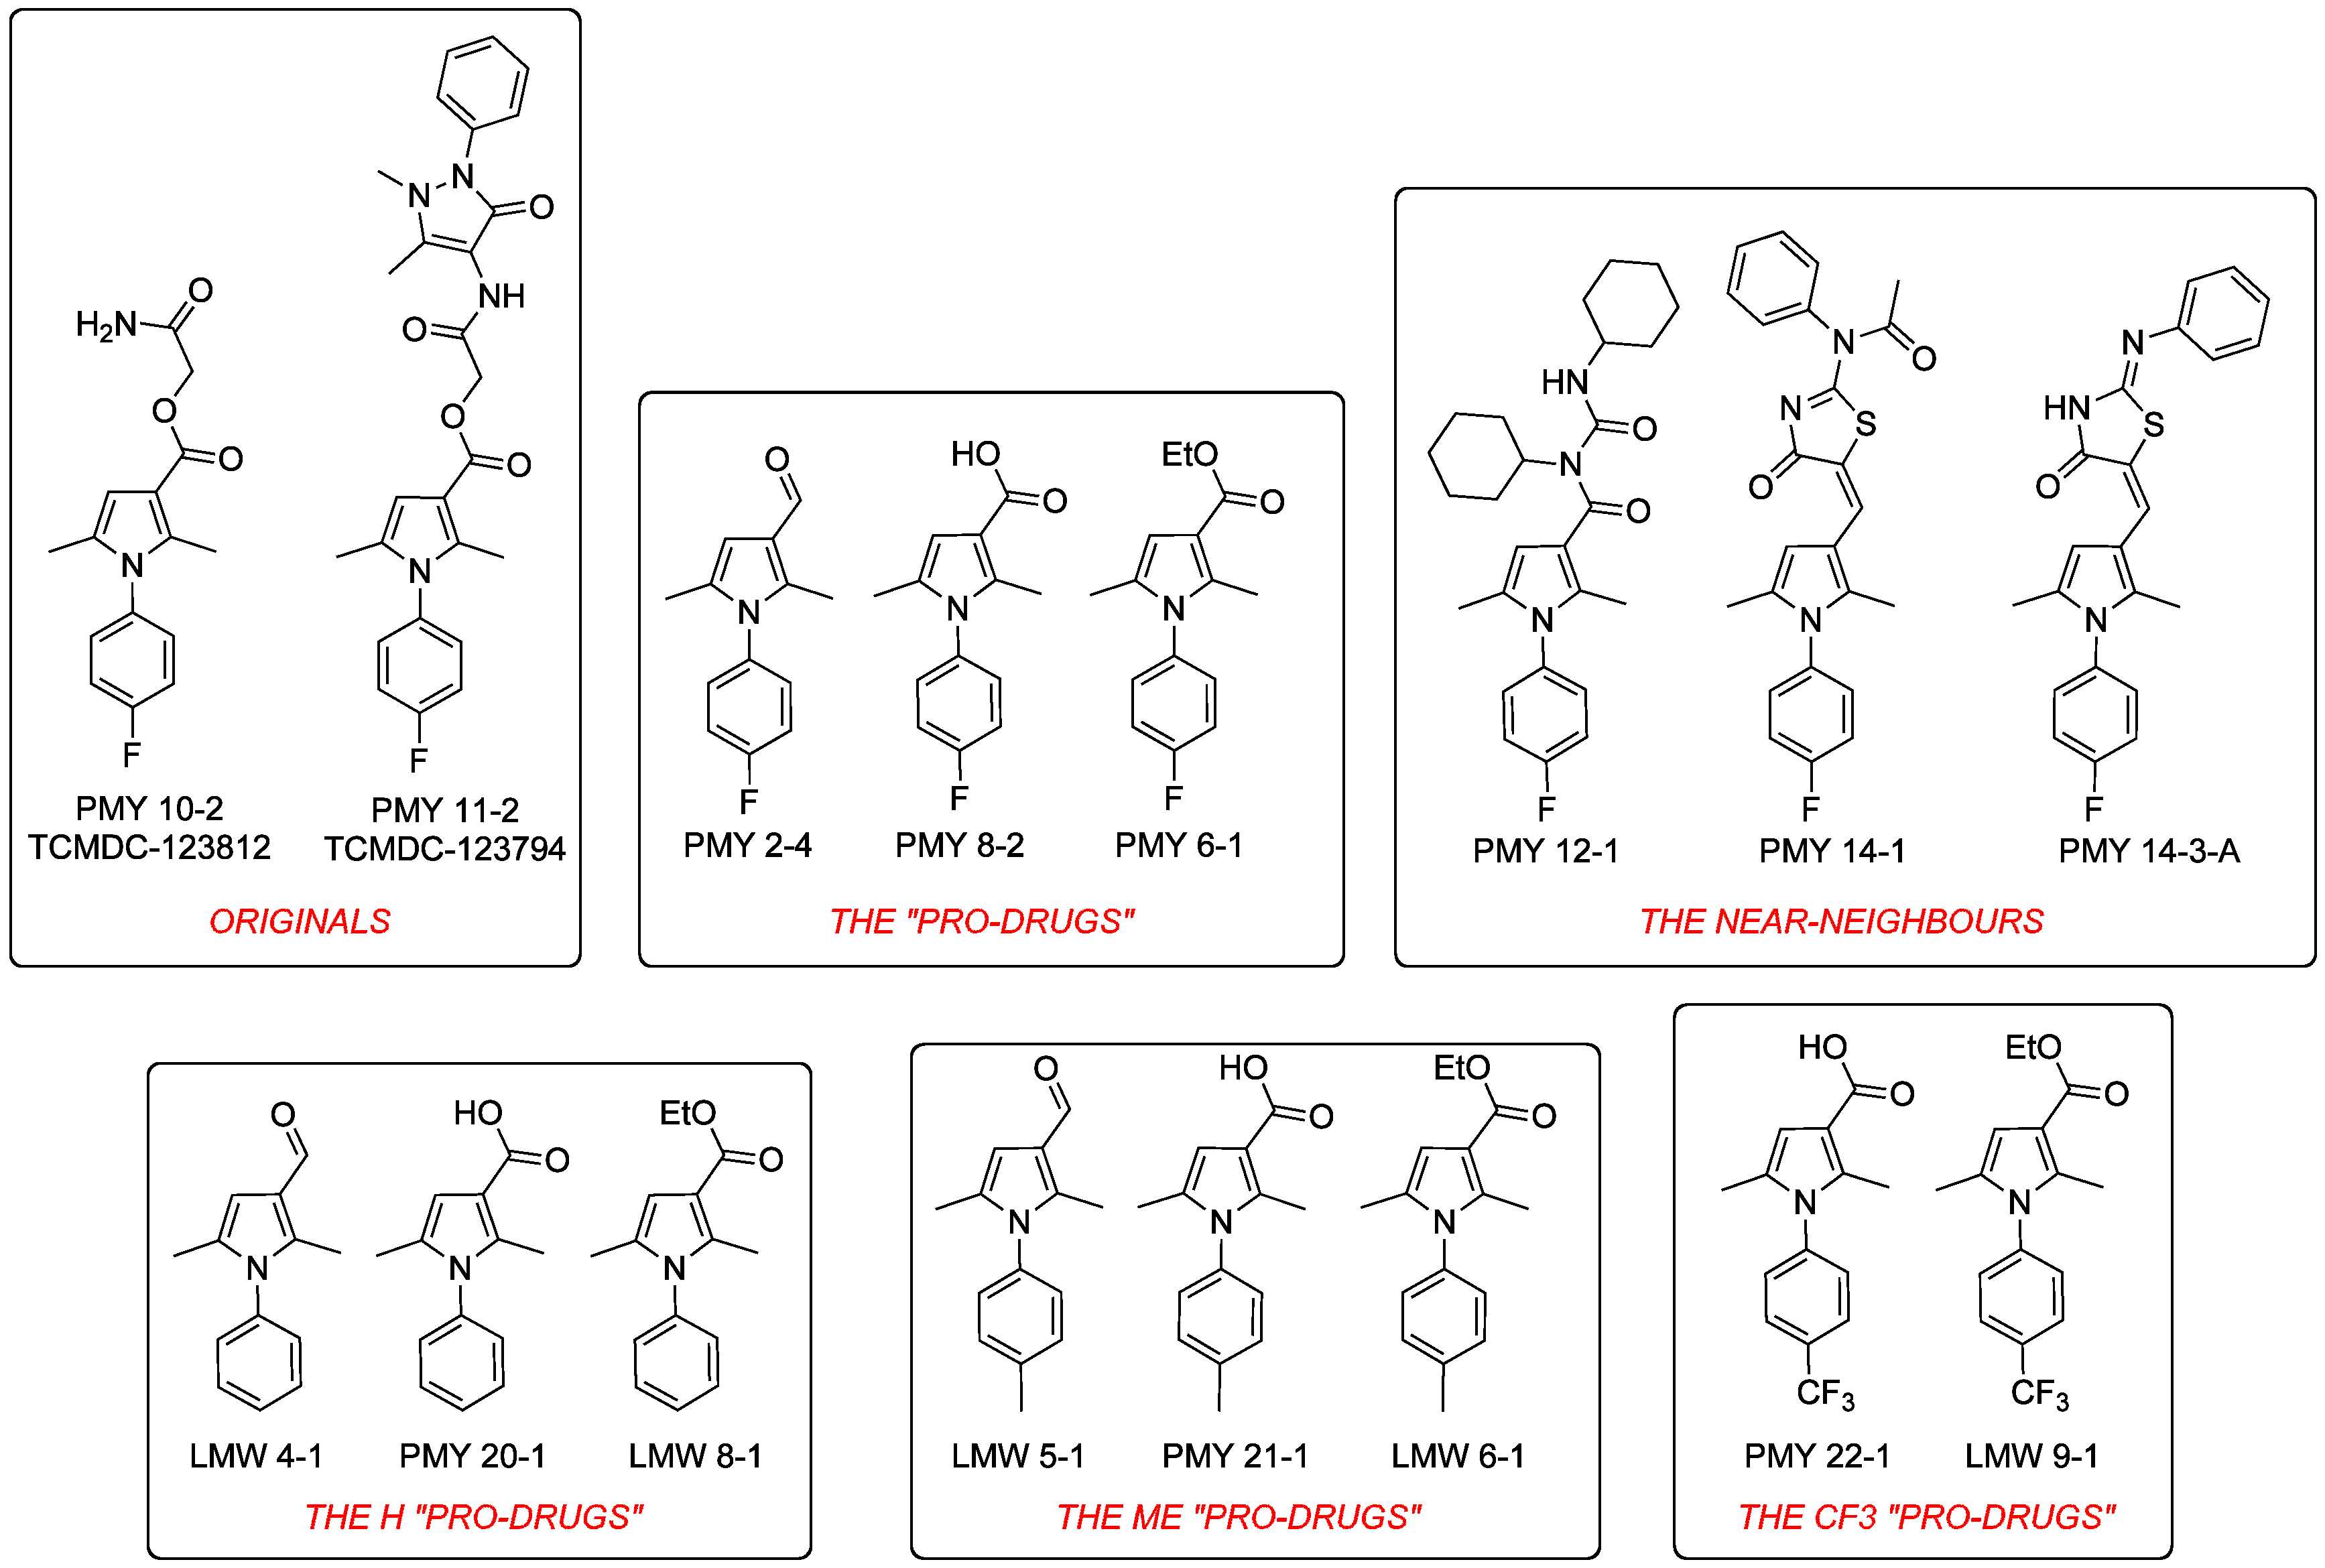 N
N
O
NH
O
O
O
N
F
PMY 11-2
TCMDC-123794
O
H2N
O
O
N
F
PMY 10-2
TCMDC-123812
ORIGINALS
O
N
F
PMY 2-4
HO
O
N
F
PMY 8-2
EtO
O
N
F
PMY 6-1
THE "PRO-DRUGS"
HN
O
N
O
N
F
PMY 12-1
N
O
N
S
O
N
F
PMY 14-1
N
HN
S
O
N
F
PMY 14-3-A
THE NEAR-NEIGHBOURS
O
N
LMW 4-1
HO
O
N
PMY 20-1
EtO
O
N
LMW 8-1
THE H "PRO-DRUGS"
O
N
LMW 5-1
HO
O
N
PMY 21-1
EtO
O
N
LMW 6-1
THE ME "PRO-DRUGS"
HO
O
N
CF3
PMY 22-1
EtO
O
N
CF3
LMW 9-1
THE CF3 "PRO-DRUGS"